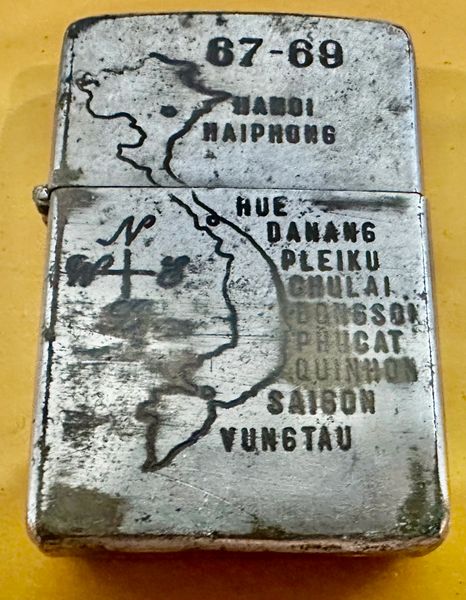 67-69
HANOI
HAIPHONG
HUE
DANANG
PLEIKU
CHULAI
BONGSON
PHUCAT
QUINHON
SAIGON
VUNGTAU
N
W E